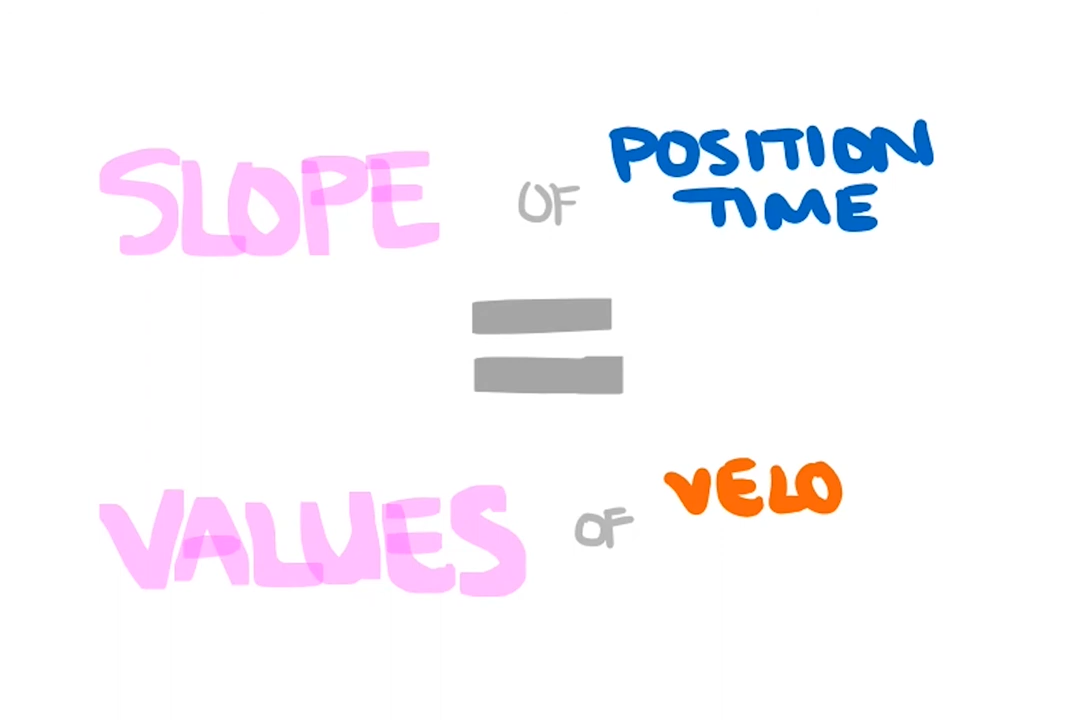 SLOPE OF POSITION
TIME
=
VALUES OF VELO